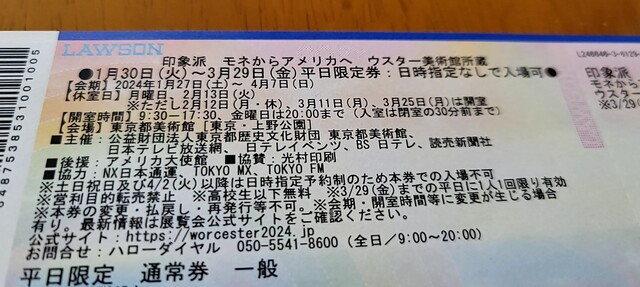 LAWSON
印象派 モネからアメリカへ ウスター美術館所蔵
●1月30日(火)～3月29日(金)平日限定券:日時指定なしで入場可●
【会期】2024年1月27日(土)～4月7日(日)
【休室日】月曜日、2月13日(火)
※ただし2月12日(月・休)、3月11日(月)、3月25日(月)は開室
【開室時間】9:30-17:30、金曜日は20:00まで(入室は閉室の30分前まで)
【会場】東京都美術館[東京・上野公園]
■主催:公益財団法人東京都歴史文化財団 東京都美術館、
日本テレビ放送網、日テレイベンツ、BS日テレ、読売新聞社
■後援:アメリカ大使館 ■協賛:光村印刷
■協力:NX日本通運、TOKYO MX、TOKYO FM
※土日祝日及び4/2(火)以降は日時指定予約制のため本券での入場不可
※営利目的転売禁止 ※高校生以下無料 ※3/29(金)までの平日に1人1回限り有効
※本券の変更・払戻し・再発行等不可。※会期・開室時間等に変更が生じる場合
有り。最新情報は展覧会公式サイトをご確認ください。
公式サイト:https://worcester2024.jp
お問合せ:ハローダイヤル 050-5541-8600(全日/9:00～20:00)
平日限定 通常券 一般
048753853100 1005
印象派
モネから
ウスター
※3/29(